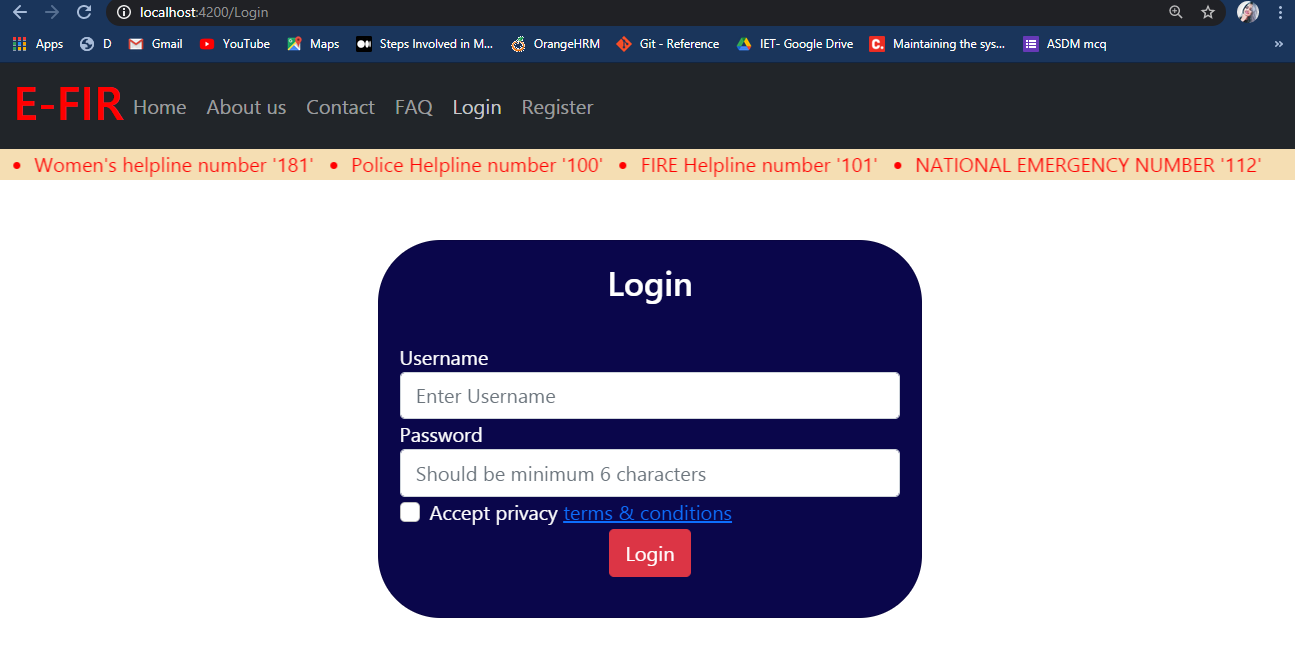 localhost:4200/Login
Apps D Gmail YouTube Maps Steps Involved in M... OrangeHRM Git - Reference IET- Google Drive C. Maintaining the sys... ASDM mcq »
E-FIR Home About us Contact FAQ Login Register
• Women's helpline number '181' • Police Helpline number '100' • FIRE Helpline number '101' • NATIONAL EMERGENCY NUMBER '112'
Login
Username
Enter Username
Password
Should be minimum 6 characters
Accept privacy terms & conditions
Login